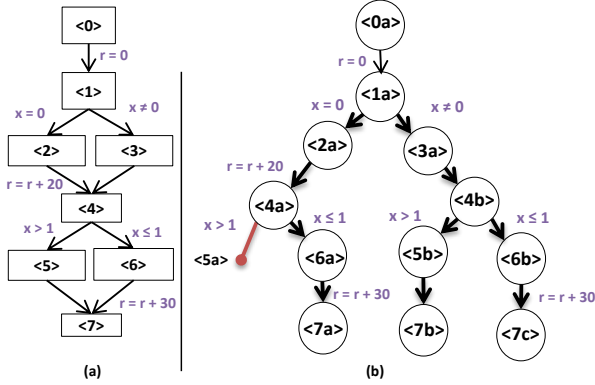 <0>
r = 0
<1>
x = 0
x ≠ 0
<2>
<3>
r = r + 20
<4>
x > 1
x ≤ 1
<5>
<6>
r = r + 30
<7>
(a)
<0a>
r = 0
<1a>
x = 0
x ≠ 0
<2a>
<3a>
r = r + 20
<4a>
<4b>
x > 1
x ≤ 1
x > 1
x ≤ 1
<5a>
<6a>
<5b>
<6b>
r = r + 30
r = r + 30
<7a>
<7b>
<7c>
(b)